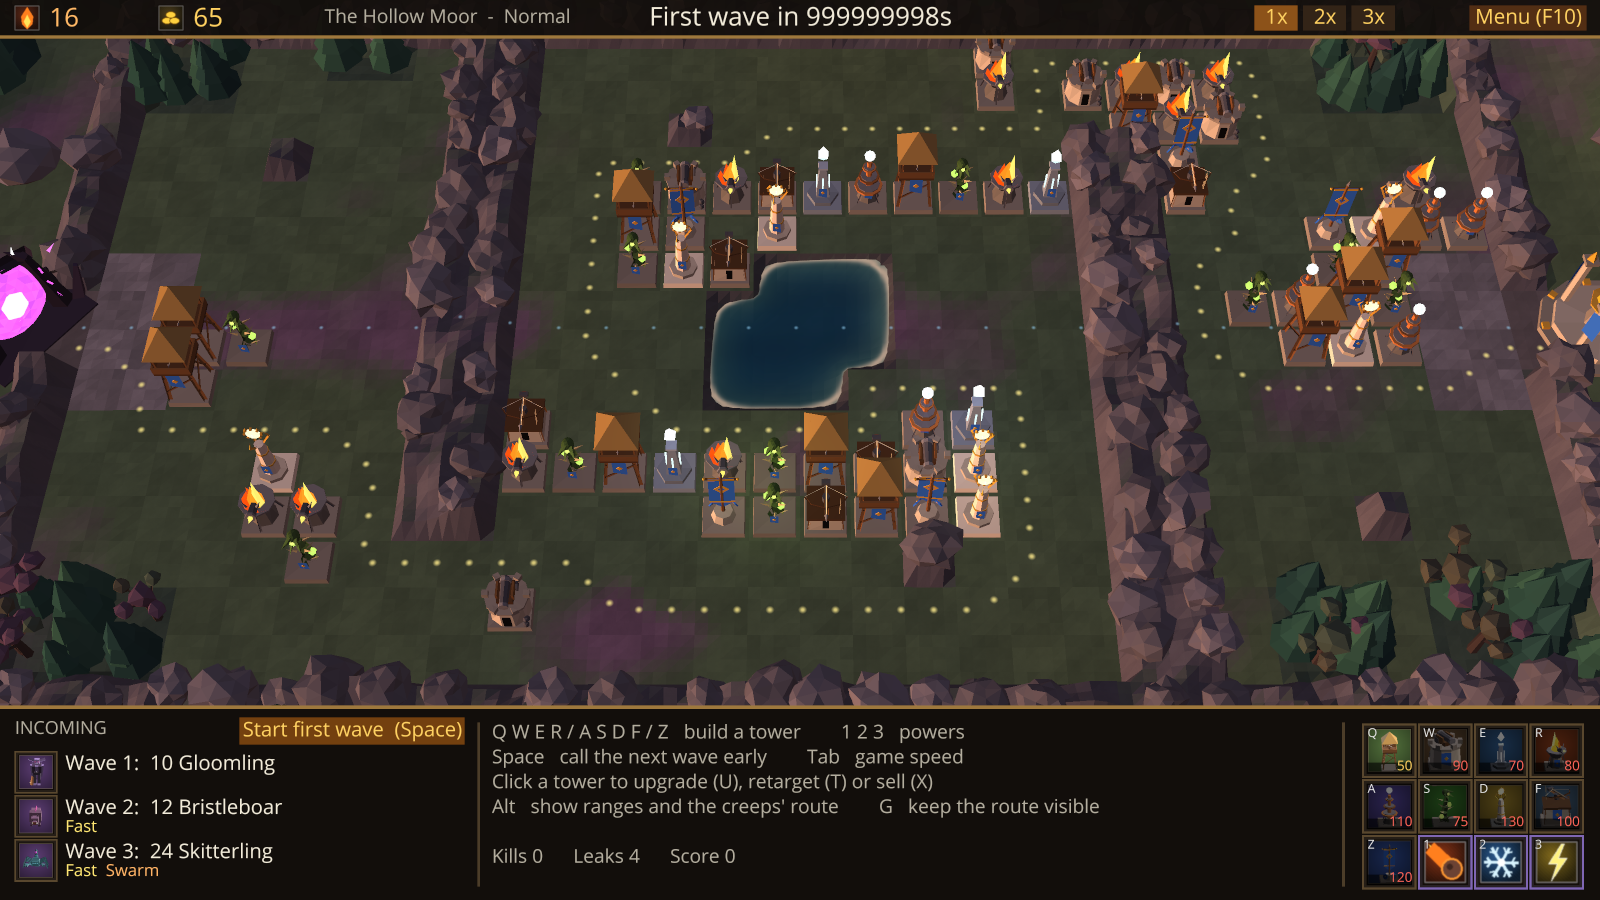 16 65 The Hollow Moor - Normal First wave in 999999998s 1x 2x 3x Menu (F10)
INCOMING Start first wave (Space)
Wave 1: 10 Gloomling
Wave 2: 12 Bristleboar
Fast
Wave 3: 24 Skitterling
Fast Swarm
Q W E R / A S D F / Z build a tower 1 2 3 powers
Space call the next wave early Tab game speed
Click a tower to upgrade (U), retarget (T) or sell (X)
Alt show ranges and the creeps' route G keep the route visible
Kills 0 Leaks 4 Score 0
Q W E R
50 90 70 80
A S D F
110 75 130 100
Z 1 2 3
120